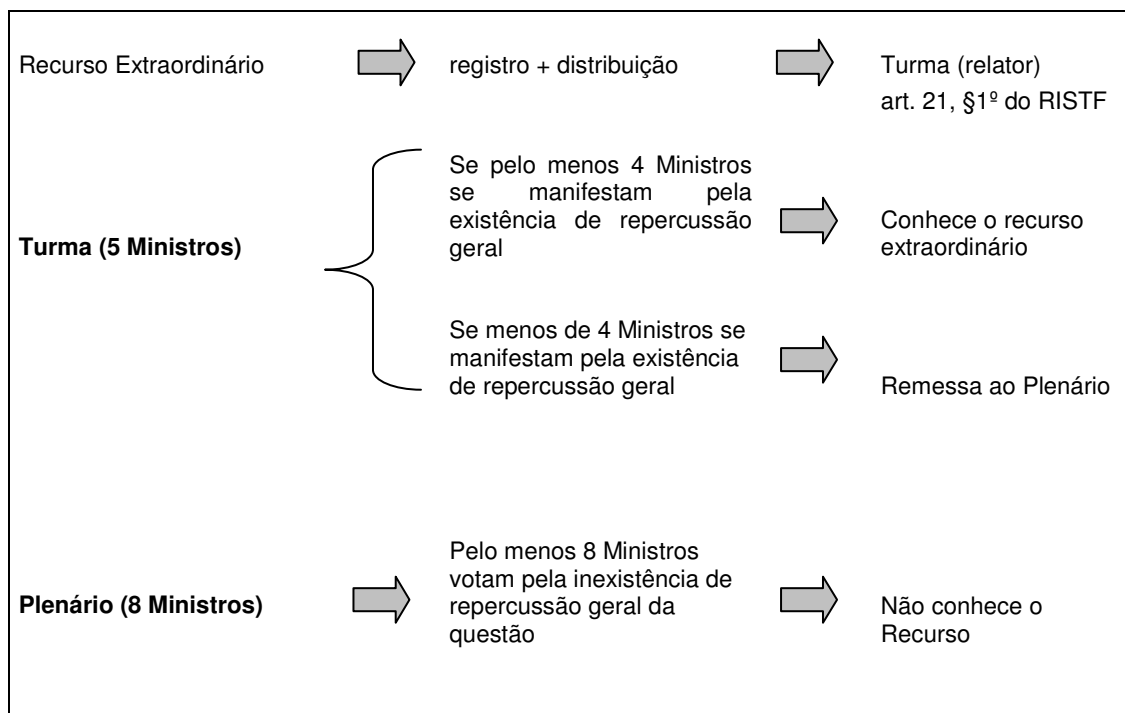 Recurso Extraordinário
registro + distribuição
Turma (relator)
art. 21, §1º do RISTF
Turma (5 Ministros)
Se pelo menos 4 Ministros
se manifestam pela
existência de repercussão
geral
Conhece o recurso
extraordinário
Se menos de 4 Ministros se
manifestam pela existência
de repercussão geral
Remessa ao Plenário
Plenário (8 Ministros)
Pelo menos 8 Ministros
votam pela inexistência de
repercussão geral da
questão
Não conhece o
Recurso